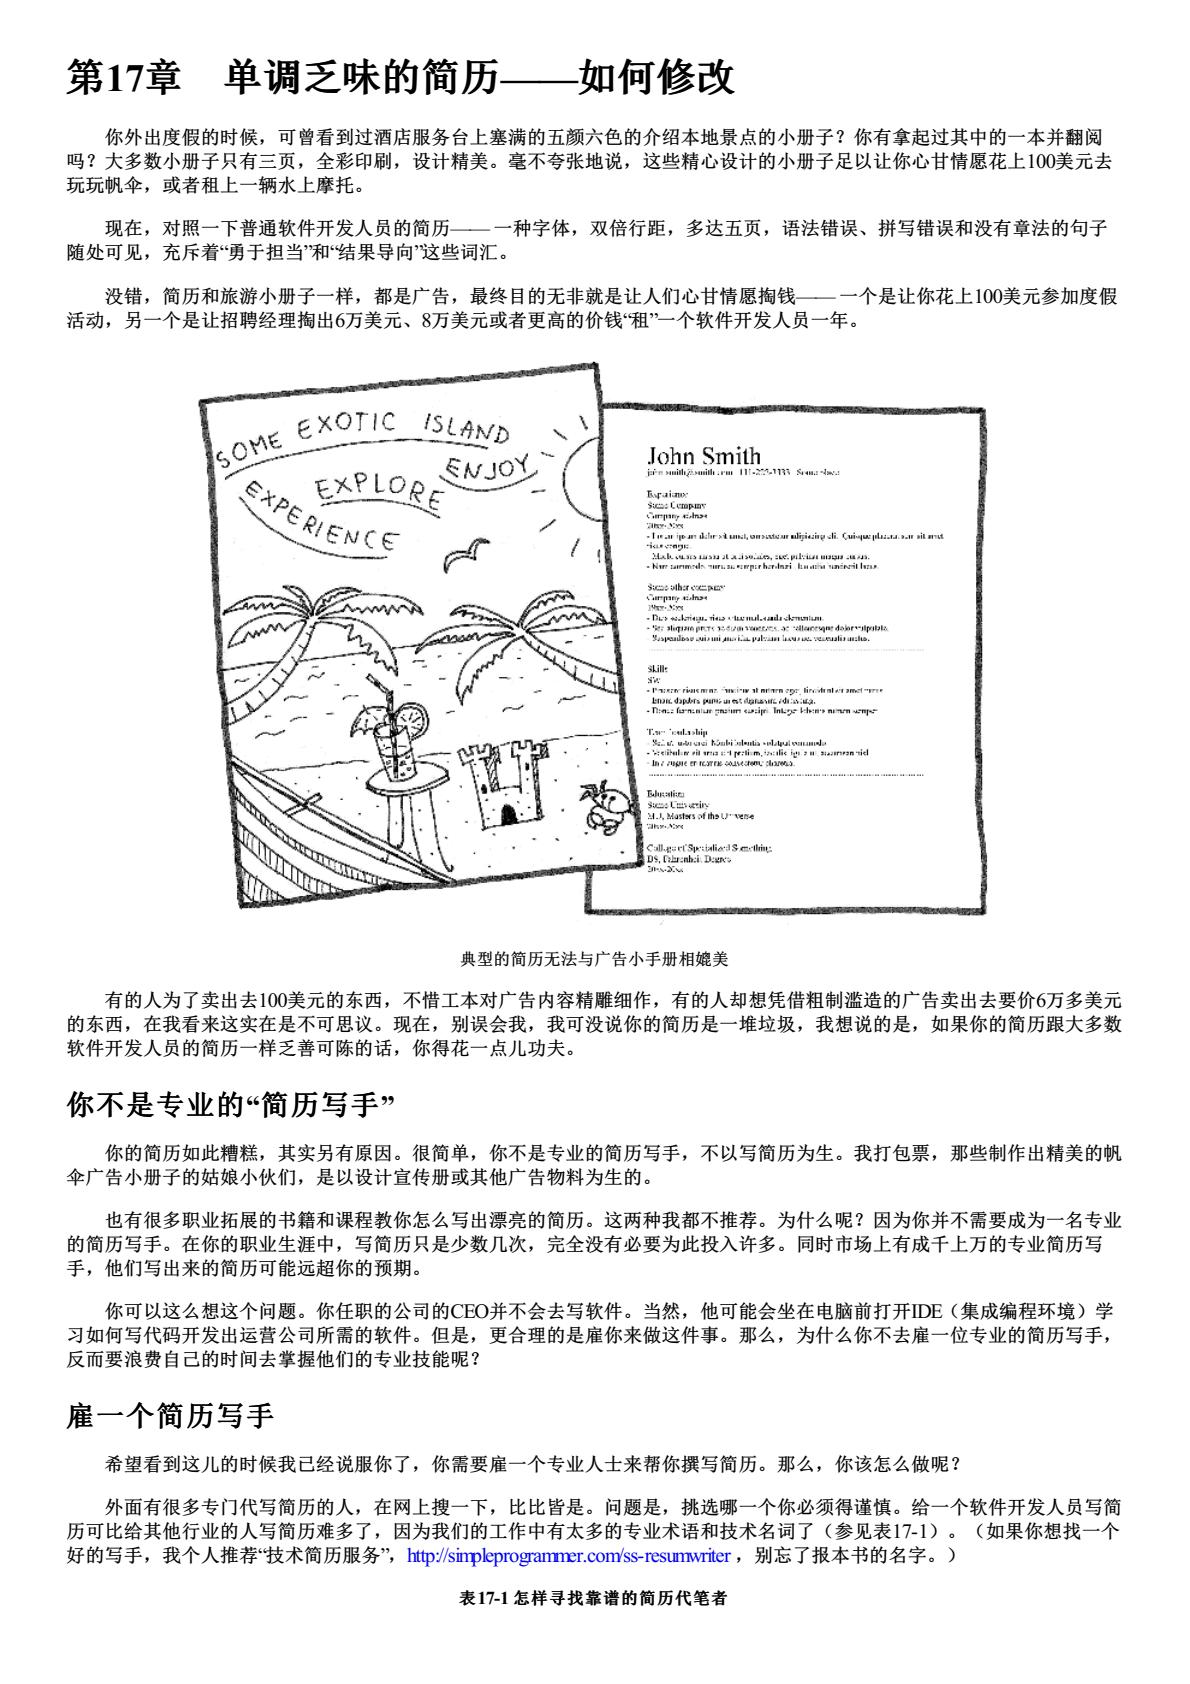 第17章　单调乏味的简历——如何修改
你外出度假的时候，可曾看到过酒店服务台上塞满的五颜六色的介绍本地景点的小册子？你有拿起过其中的一本并翻阅
吗？大多数小册子只有三页，全彩印刷，设计精美。毫不夸张地说，这些精心设计的小册子足以让你心甘情愿花上100美元去
玩玩帆伞，或者租上一辆水上摩托。
现在，对照一下普通软件开发人员的简历——一种字体，双倍行距，多达五页，语法错误、拼写错误和没有章法的句子
随处可见，充斥着“勇于担当”和“结果导向”这些词汇。
没错，简历和旅游小册子一样，都是广告，最终目的无非就是让人们心甘情愿掏钱——一个是让你花上100美元参加度假
活动，另一个是让招聘经理掏出6万美元、8万美元或者更高的价钱“租”一个软件开发人员一年。
SOME EXOTIC ISLAND
ENJOY
EXPLORE
EXPERIENCE
John Smith
Experience
Some Company
Company address
Some other company
Company address
Skills
SW
Team leadership
Education
Some University
M.D, Masters of the Universe
College of Specialized Something
BS, Fahrenheit Degree
20xx-20xx
典型的简历无法与广告小手册相媲美
有的人为了卖出去100美元的东西，不惜工本对广告内容精雕细作，有的人却想凭借粗制滥造的广告卖出去要价6万多美元
的东西，在我看来这实在是不可思议。现在，别误会我，我可没说你的简历是一堆垃圾，我想说的是，如果你的简历跟大多数
软件开发人员的简历一样乏善可陈的话，你得花一点儿功夫。
你不是专业的“简历写手”
你的简历如此糟糕，其实另有原因。很简单，你不是专业的简历写手，不以写简历为生。我打包票，那些制作出精美的帆
伞广告小册子的姑娘小伙们，是以设计宣传册或其他广告物料为生的。
也有很多职业拓展的书籍和课程教你怎么写出漂亮的简历。这两种我都不推荐。为什么呢？因为你并不需要成为一名专业
的简历写手。在你的职业生涯中，写简历只是少数几次，完全没有必要为此投入许多。同时市场上有成千上万的专业简历写
手，他们写出来的简历可能远超你的预期。
你可以这么想这个问题。你任职的公司的CEO并不会去写软件。当然，他可能会坐在电脑前打开IDE（集成编程环境）学
习如何写代码开发出运营公司所需的软件。但是，更合理的是雇你来做这件事。那么，为什么你不去雇一位专业的简历写手，
反而要浪费自己的时间去掌握他们的专业技能呢？
雇一个简历写手
希望看到这儿的时候我已经说服你了，你需要雇一个专业人士来帮你撰写简历。那么，你该怎么做呢？
外面有很多专门代写简历的人，在网上搜一下，比比皆是。问题是，挑选哪一个你必须得谨慎。给一个软件开发人员写简
历可比给其他行业的人写简历难多了，因为我们的工作中有太多的专业术语和技术名词了（参见表17-1）。（如果你想找一个
好的写手，我个人推荐“技术简历服务”，http://simpleprogrammer.com/ss-resumwriter ，别忘了报本书的名字。）
表17-1 怎样寻找靠谱的简历代笔者